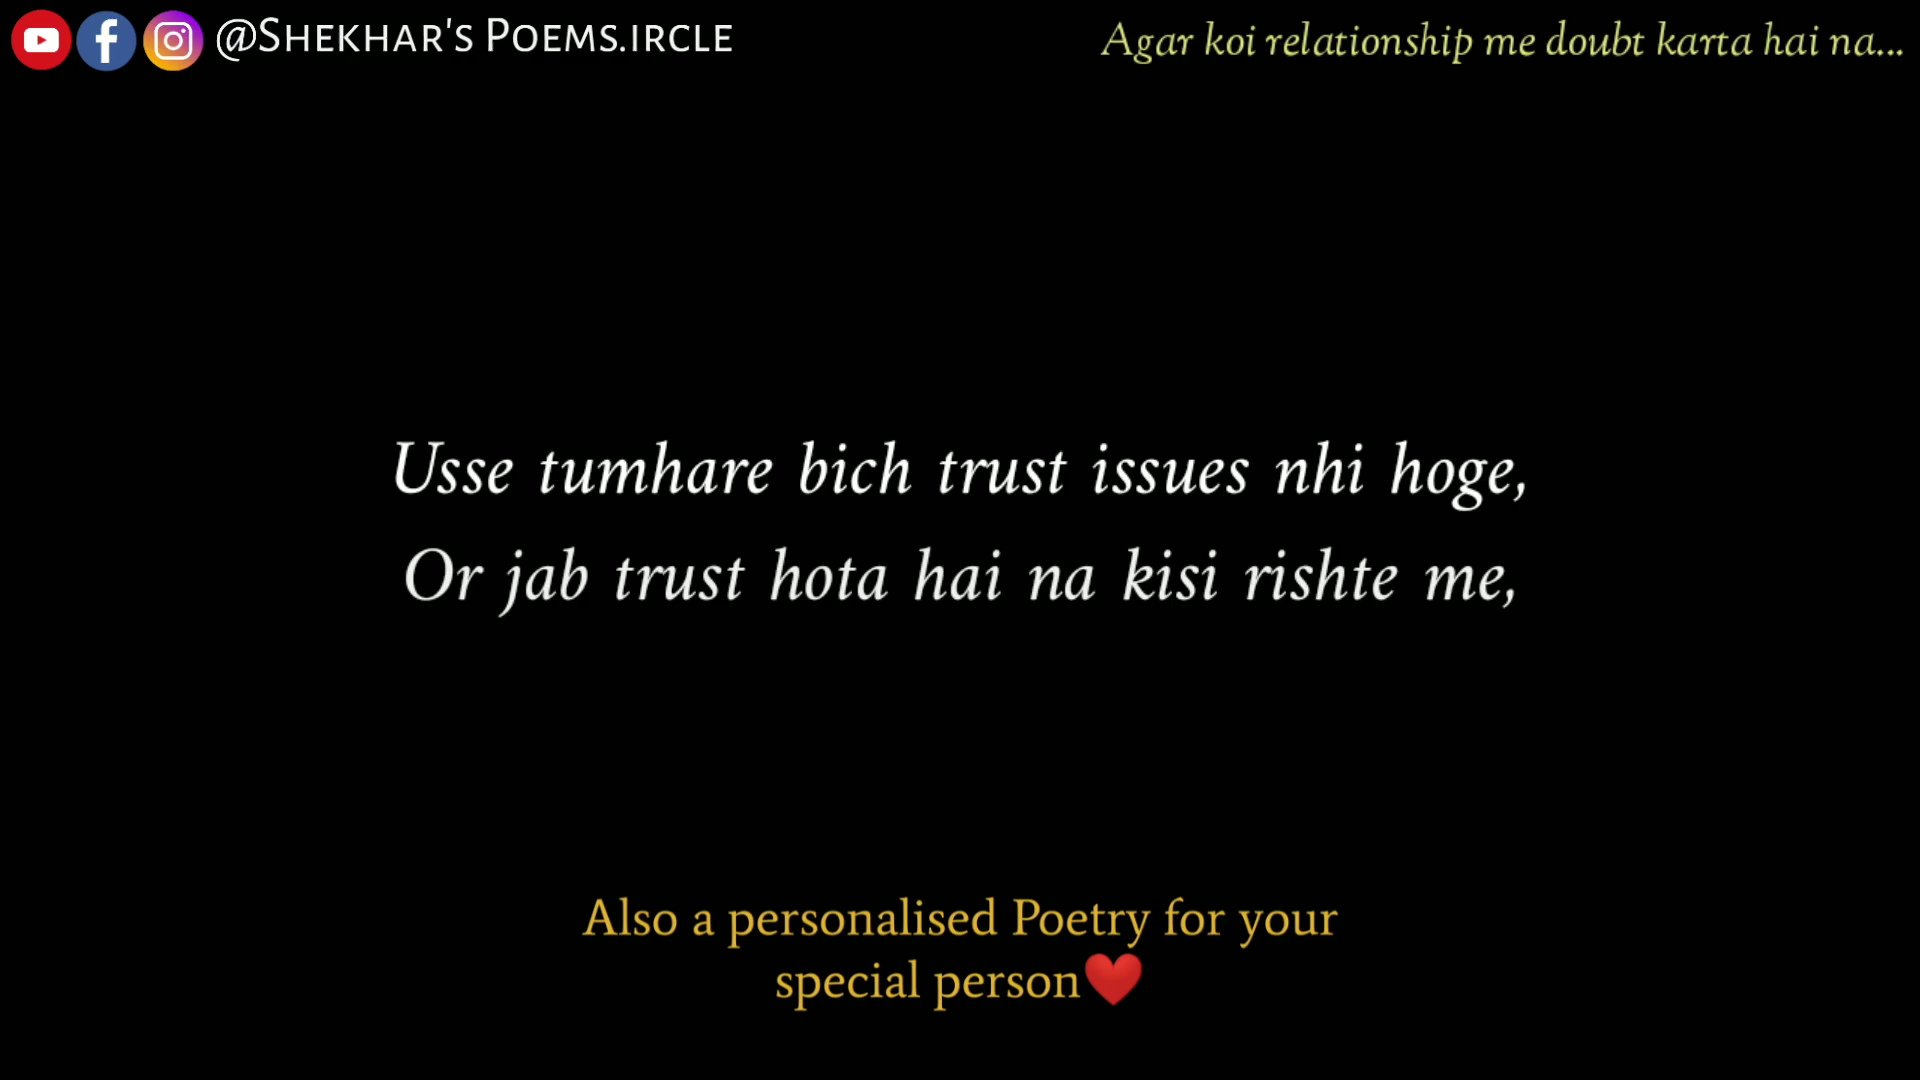 @Shekhar's Poems.ircle
Agar koi relationship me doubt karta hai na...
Usse tumhare bich trust issues nhi hoge,
Or jab trust hota hai na kisi rishte me,
Also a personalised Poetry for your
special person❤️